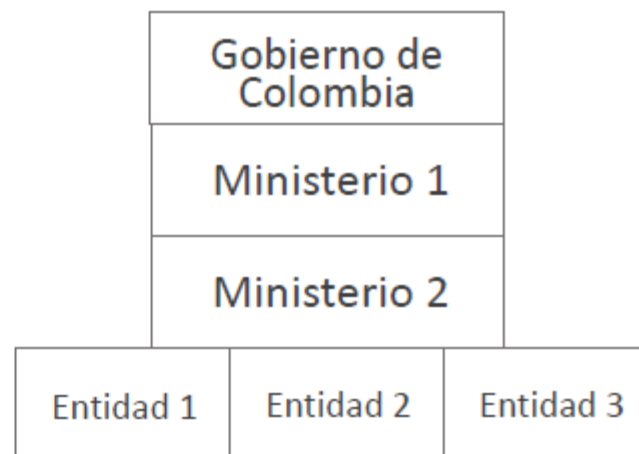 Gobierno de
Colombia
Ministerio 1
Ministerio 2
Entidad 1
Entidad 2
Entidad 3